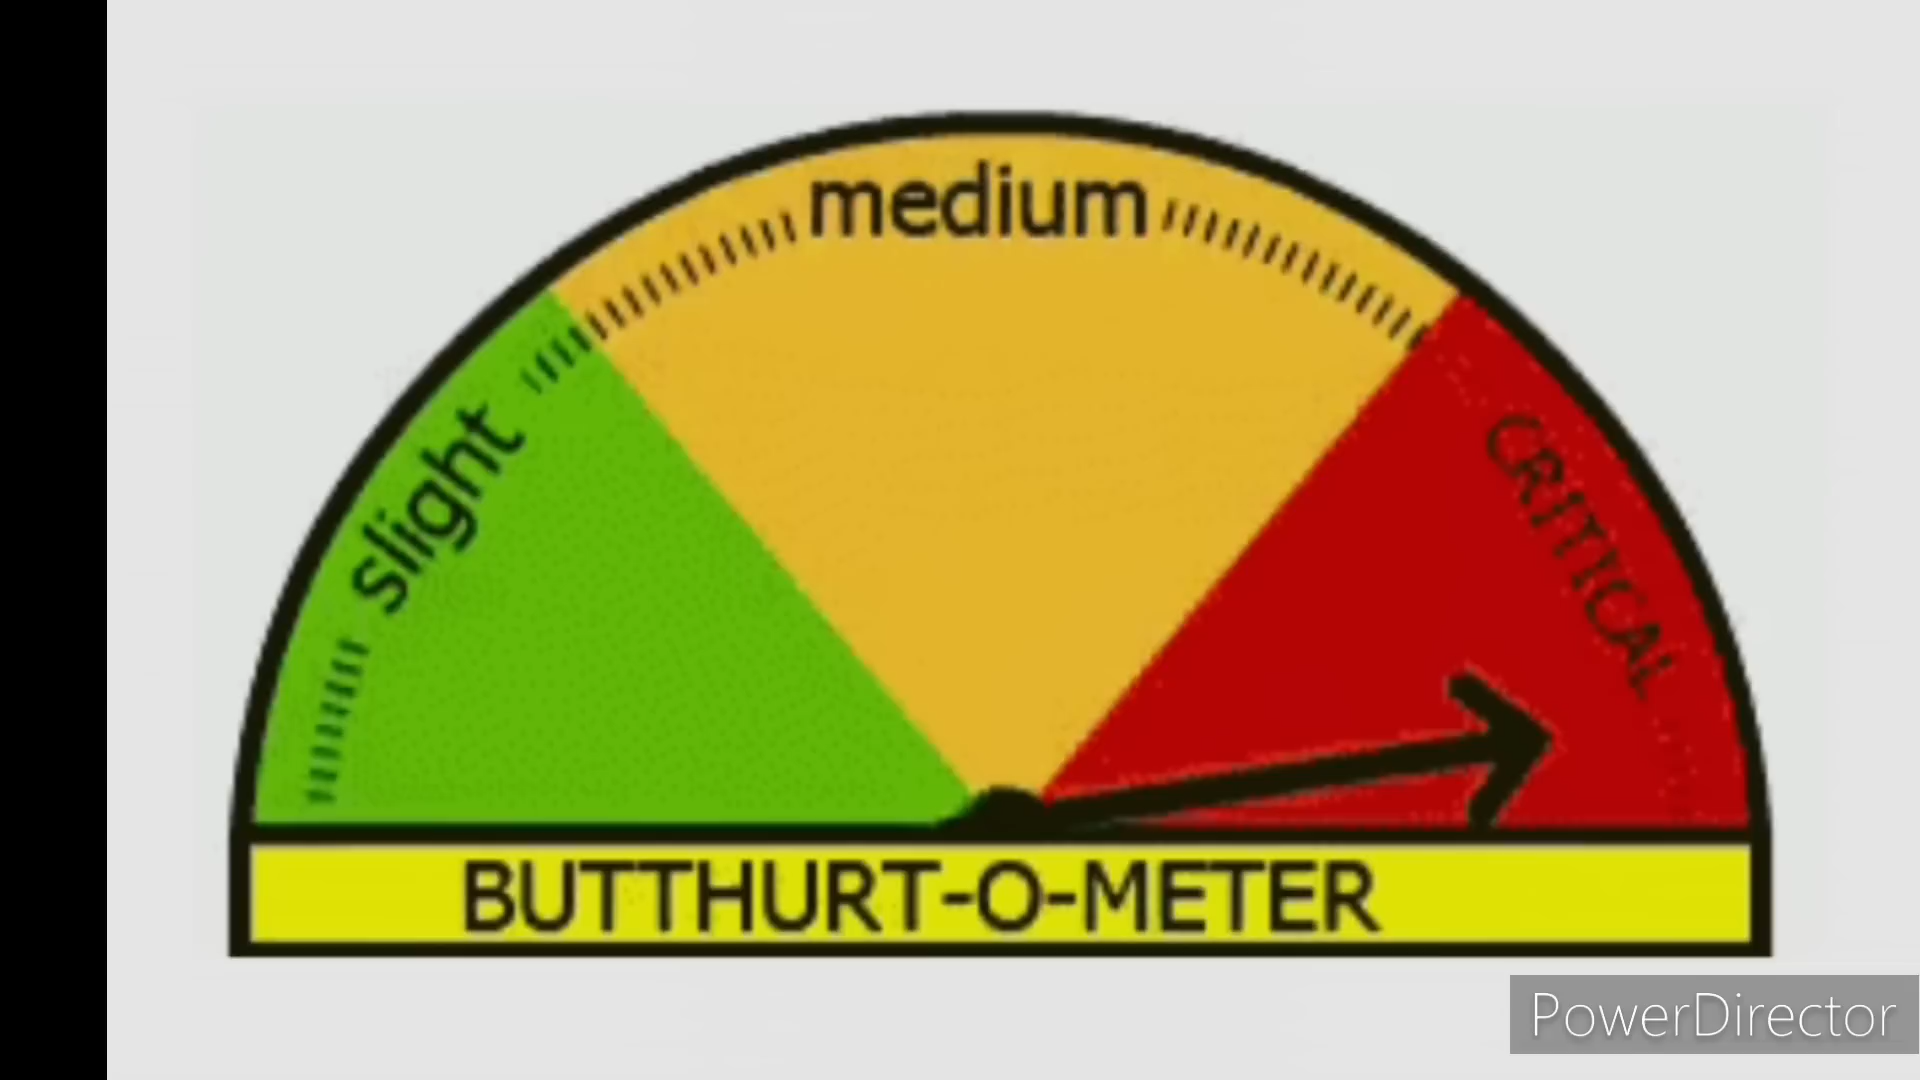 medium
slight
CRITICAL
BUTTHURT-O-METER
PowerDirector